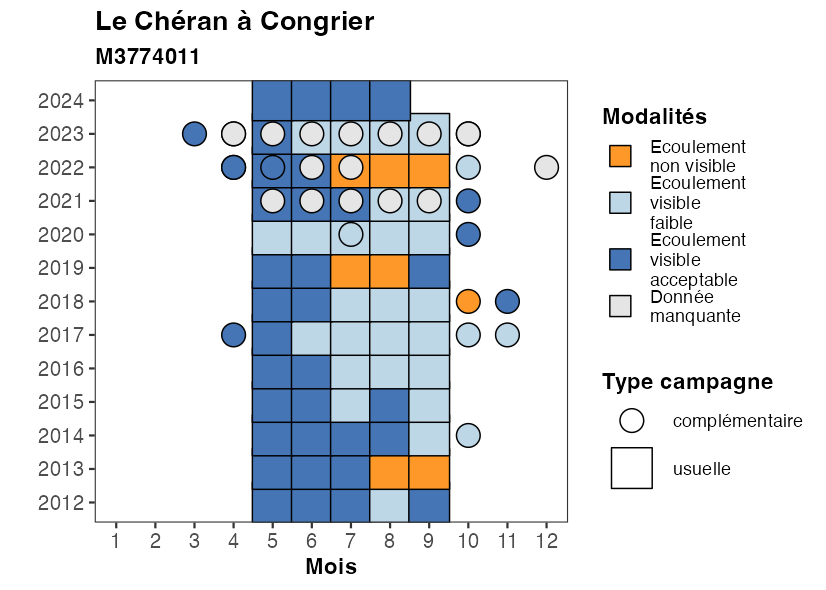 Le Chéran à Congrier
M3774011
2024
2023
2022
2021
2020
2019
2018
2017
2016
2015
2014
2013
2012
1 2 3 4 5 6 7 8 9 10 11 12
Mois
Modalités
Ecoulement
non visible
Ecoulement
visible
faible
Ecoulement
visible
acceptable
Donnée
manquante
Type campagne
complémentaire
usuelle